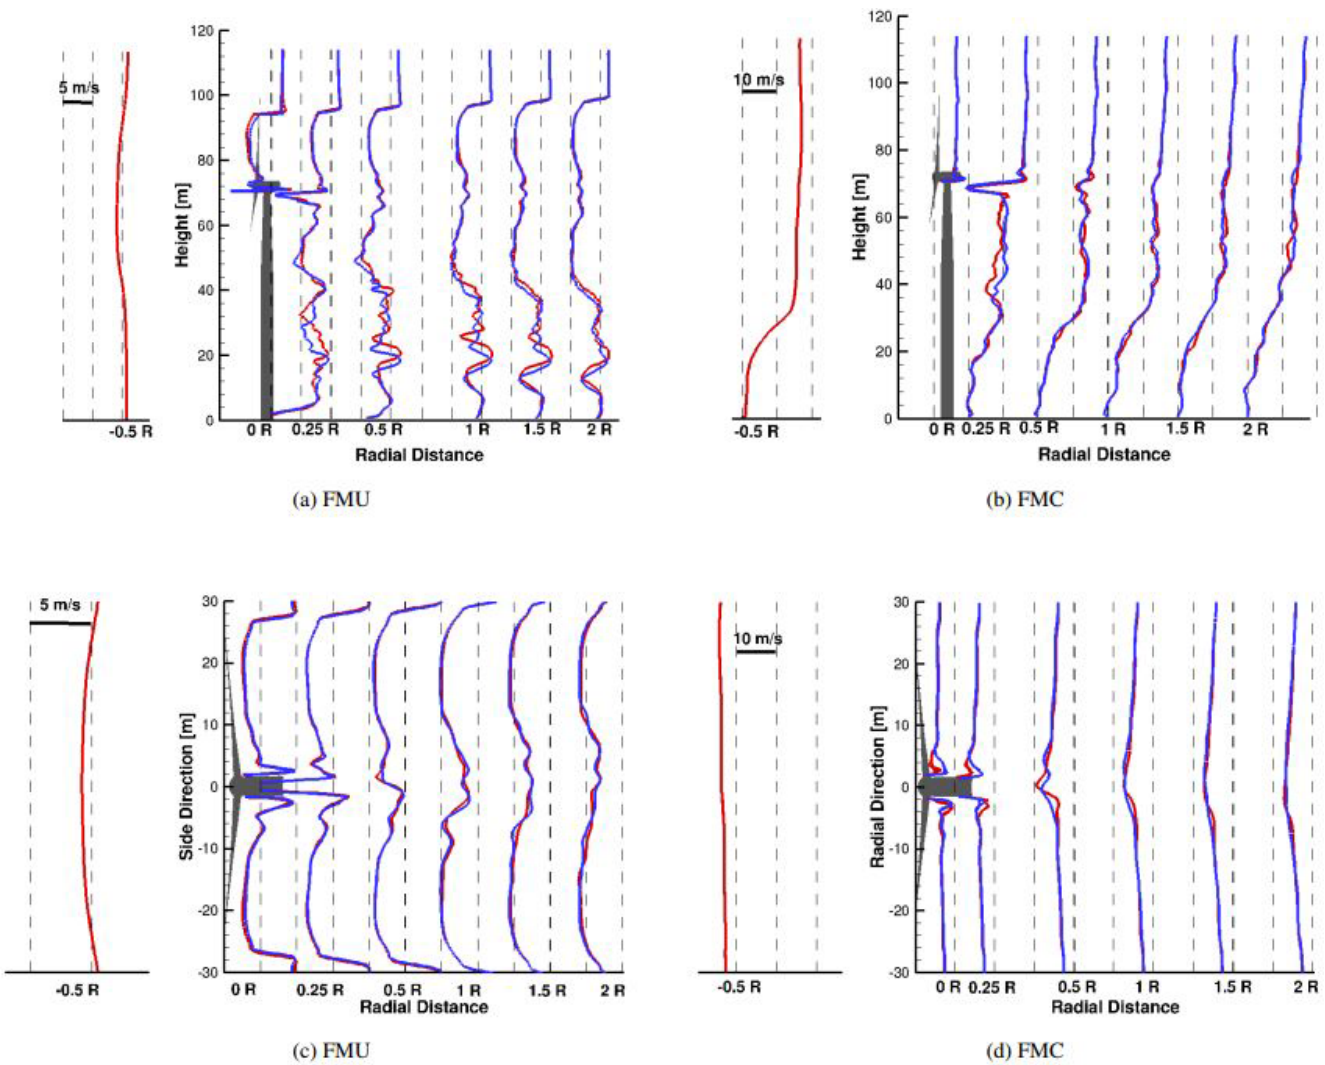 5 m/s
-0.5 R
120
100
80
60
40
20
0
Height [m]
0 R 0.25 R 0.5 R 1 R 1.5 R 2 R
Radial Distance
(a) FMU
10 m/s
-0.5 R
120
100
80
60
40
20
0
Height [m]
0 R 0.25 R 0.5 R 1 R 1.5 R 2 R
Radial Distance
(b) FMC
5 m/s
-0.5 R
30
20
10
0
-10
-20
-30
Side Direction [m]
0 R 0.25 R 0.5 R 1 R 1.5 R 2 R
Radial Distance
(c) FMU
10 m/s
-0.5 R
30
20
10
0
-10
-20
-30
Radial Direction [m]
0 R 0.25 R 0.5 R 1 R 1.5 R 2 R
Radial Distance
(d) FMC